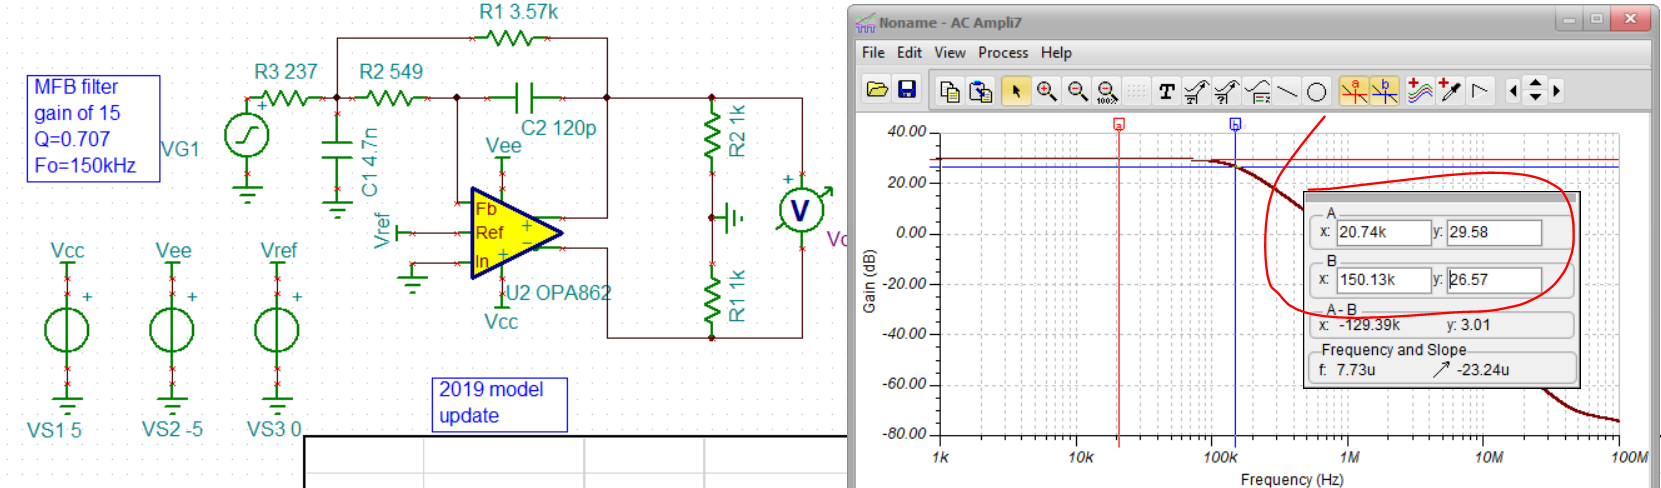 R1 3.57k
MFB filter
gain of 15
Q=0.707
Fo=150kHz
VG1
R3 237
R2 549
C1 4.7n
C2 120p
Vee
Vref
Fb
Ref
In
U2 OPA862
Vcc
R2 1k
R1 1k
V
Vcc
Vee
Vref
VS1 5
VS2 -5
VS3 0
2019 model
update
Noname - AC Ampli7
File Edit View Process Help
100%
T
a
b
a
b
40.00
20.00
0.00
-20.00
-40.00
-60.00
-80.00
Gain (dB)
1k 10k 100k 1M 10M 100M
Frequency (Hz)
A
x: 20.74k y: 29.58
B
x: 150.13k y: 26.57
A - B
x: -129.39k y: 3.01
Frequency and Slope
f: 7.73u -23.24u